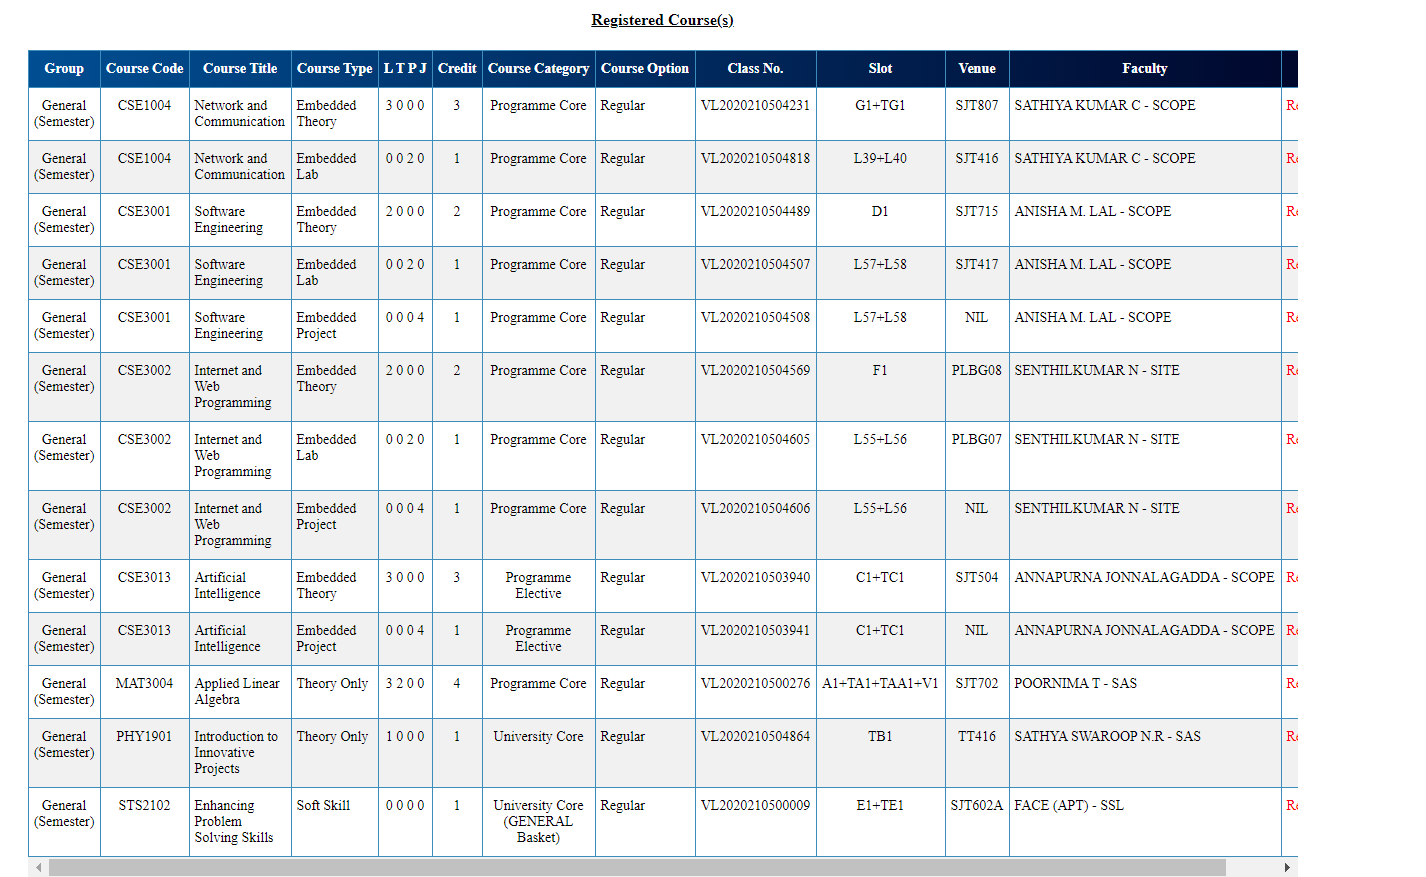 Registered Course(s)
Group Course Code Course Title Course Type L T P J Credit Course Category Course Option Class No. Slot Venue Faculty
General CSE1004 Network and Embedded 3 0 0 0 3 Programme Core Regular VL2020210504231 G1+TG1 SJT807 SATHIYA KUMAR C - SCOPE
(Semester) Communication Theory
General CSE1004 Network and Embedded 0 0 2 0 1 Programme Core Regular VL2020210504818 L39+L40 SJT416 SATHIYA KUMAR C - SCOPE
(Semester) Communication Lab
General CSE3001 Software Embedded 2 0 0 0 2 Programme Core Regular VL2020210504489 D1 SJT715 ANISHA M. LAL - SCOPE
(Semester) Engineering Theory
General CSE3001 Software Embedded 0 0 2 0 1 Programme Core Regular VL2020210504507 L57+L58 SJT417 ANISHA M. LAL - SCOPE
(Semester) Engineering Lab
General CSE3001 Software Embedded 0 0 0 4 1 Programme Core Regular VL2020210504508 L57+L58 NIL ANISHA M. LAL - SCOPE
(Semester) Engineering Project
General CSE3002 Internet and Embedded 2 0 0 0 2 Programme Core Regular VL2020210504569 F1 PLBG08 SENTHILKUMAR N - SITE
(Semester) Web Theory
Programming
General CSE3002 Internet and Embedded 0 0 2 0 1 Programme Core Regular VL2020210504605 L55+L56 PLBG07 SENTHILKUMAR N - SITE
(Semester) Web Lab
Programming
General CSE3002 Internet and Embedded 0 0 0 4 1 Programme Core Regular VL2020210504606 L55+L56 NIL SENTHILKUMAR N - SITE
(Semester) Web Project
Programming
General CSE3013 Artificial Embedded 3 0 0 0 3 Programme Regular VL2020210503940 C1+TC1 SJT504 ANNAPURNA JONNALAGADDA - SCOPE
(Semester) Intelligence Theory Elective
General CSE3013 Artificial Embedded 0 0 0 4 1 Programme Regular VL2020210503941 C1+TC1 NIL ANNAPURNA JONNALAGADDA - SCOPE
(Semester) Intelligence Project Elective
General MAT3004 Applied Linear Theory Only 3 2 0 0 4 Programme Core Regular VL2020210500276 A1+TA1+TAA1+V1 SJT702 POORNIMA T - SAS
(Semester) Algebra
General PHY1901 Introduction to Theory Only 1 0 0 0 1 University Core Regular VL2020210504864 TB1 TT416 SATHYA SWAROOP N.R - SAS
(Semester) Innovative
Projects
General STS2102 Enhancing Soft Skill 0 0 0 0 1 University Core Regular VL2020210500009 E1+TE1 SJT602A FACE (APT) - SSL
(Semester) Problem (GENERAL
Solving Skills Basket)